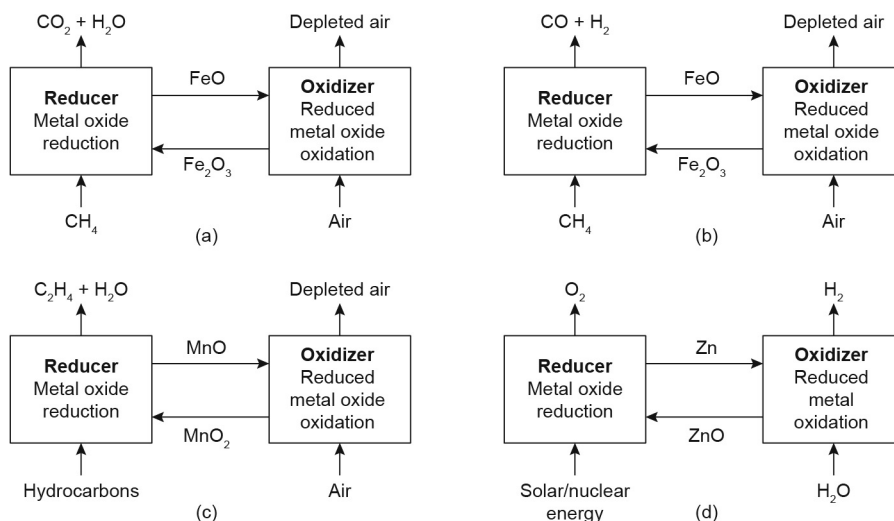 CO₂ + H₂O
Depleted air
FeO
Reducer
Metal oxide
reduction
Oxidizer
Reduced
metal oxide
oxidation
Fe₂O₃
CH₄
Air
(a)
CO + H₂
Depleted air
FeO
Reducer
Metal oxide
reduction
Oxidizer
Reduced
metal oxide
oxidation
Fe₂O₃
CH₄
Air
(b)
C₂H₄ + H₂O
Depleted air
MnO
Reducer
Metal oxide
reduction
Oxidizer
Reduced
metal oxide
oxidation
MnO₂
Hydrocarbons
Air
(c)
O₂
H₂
Zn
Reducer
Metal oxide
reduction
Oxidizer
Reduced
metal
oxidation
ZnO
Solar/nuclear
energy
H₂O
(d)